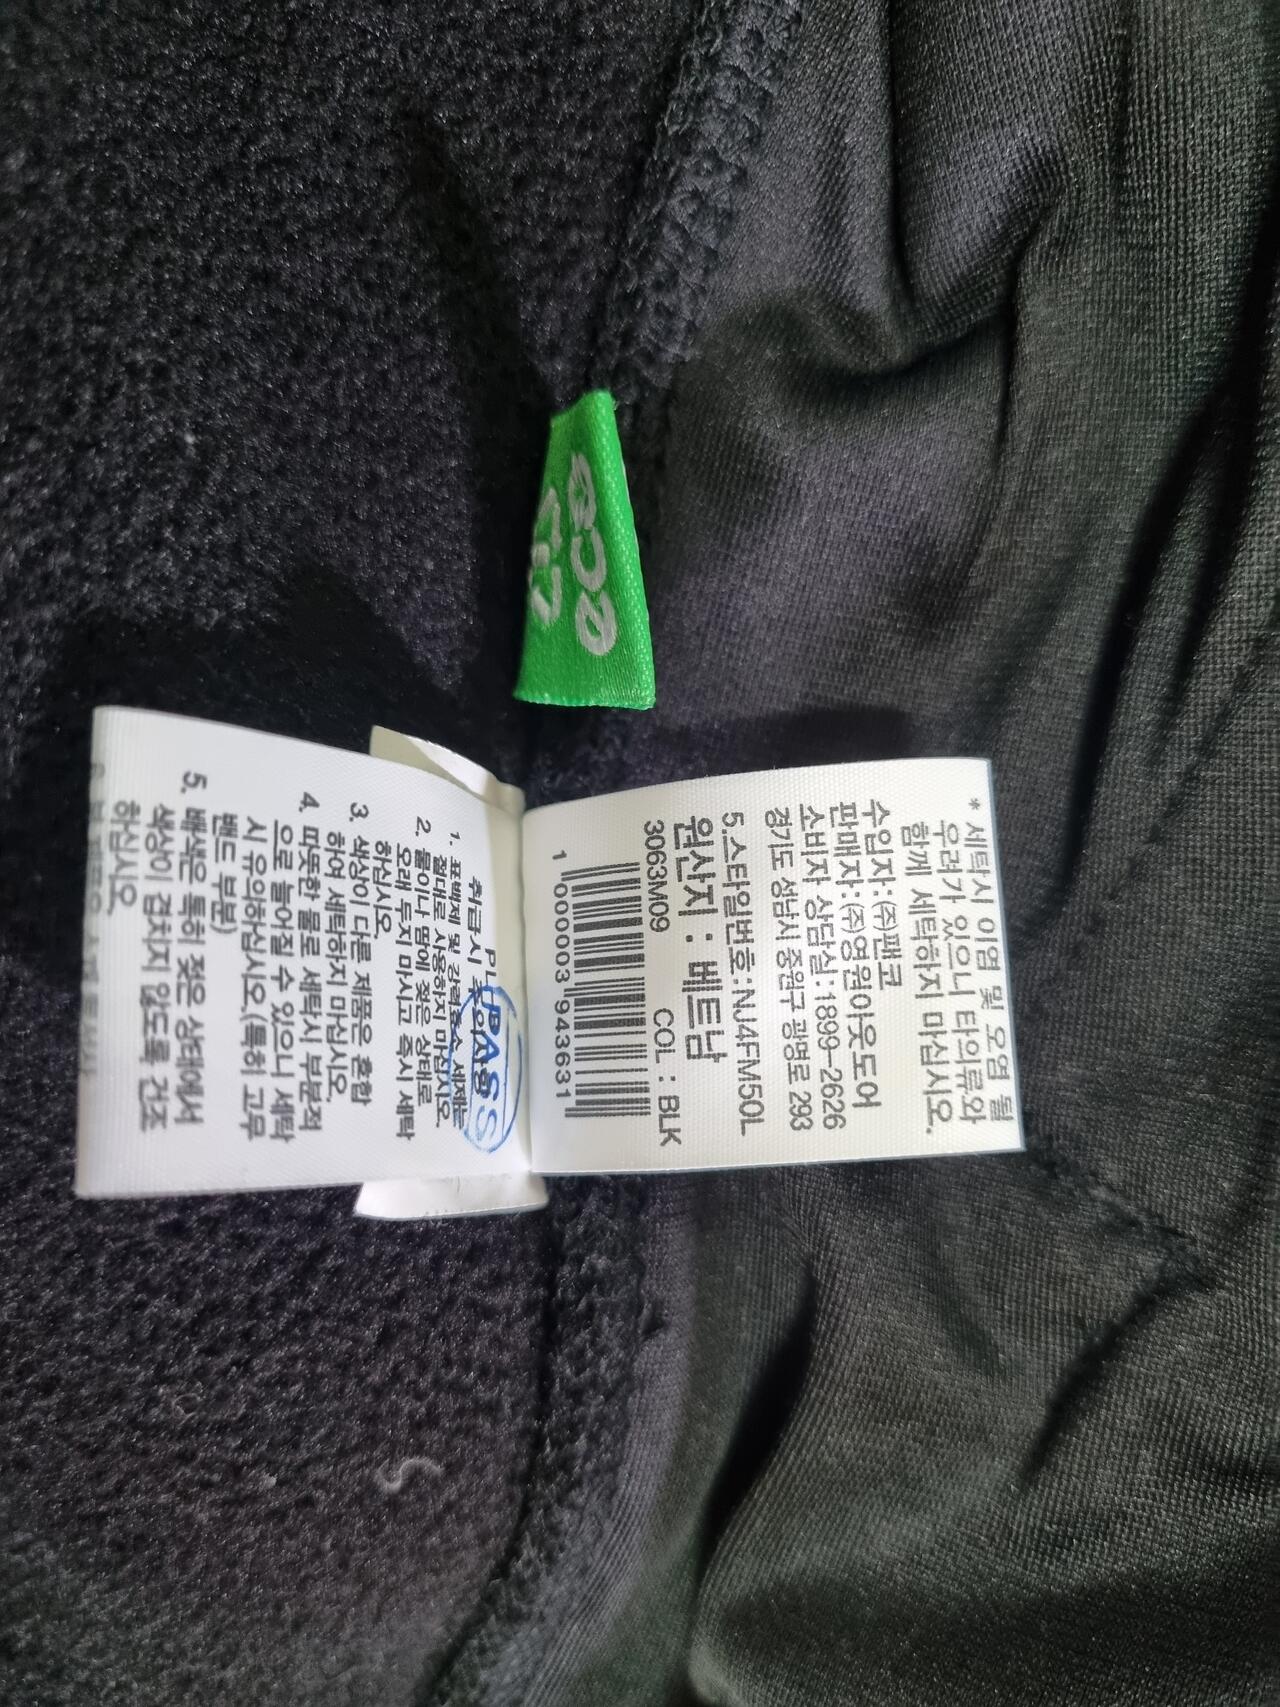 * 세탁시 이염 및 오염 될
우려가 있으니 타의류와
함께 세탁하지 마십시오.
수입자: (주)팬코
판매자: (주)영원아웃도어
소비자 상담실:1899-2626
경기도 성남시 중원구 광명로 293
5.스타일번호:NJ4FM50L
원산지 : 베트남
3063M09 COL : BLK
1 000003 943631
취급시 주의사항
PASS
1. 표백제 및 강력효소 세제는
절대로 사용하지 마십시오.
2. 물이나 땀에 젖은 상태로
오래 두지 마시고 즉시 세탁
하십시오.
3. 색상이 다른 제품은 혼합
하여 세탁하지 마십시오.
4. 따뜻한 물로 세탁시 부분적
으로 늘어질 수 있으니 세탁
시 유의하십시오.(특히 고무
밴드 부분)
5. 배색은 특히 젖은 상태에서
색상이 겹치지 않도록 건조
하십시오.